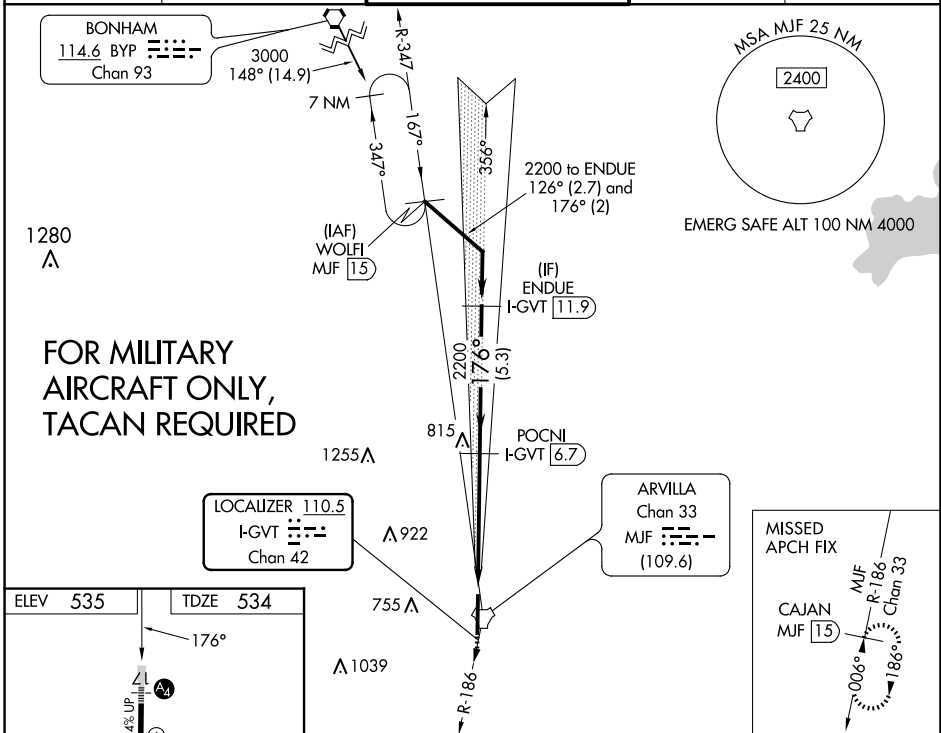 BONHAM
114.6 BYP
Chan 93
3000
148° (14.9)
7 NM
R-347
167°
347°
356°
2200 to ENDUE
126° (2.7) and
176° (2)
MSA MJF 25 NM
2400
EMERG SAFE ALT 100 NM 4000
1280
(IAF)
WOLFI
MJF 15
(IF)
ENDUE
I-GVT 11.9
FOR MILITARY
AIRCRAFT ONLY,
TACAN REQUIRED
2200
176°
(5.3)
815
1255
POCNI
I-GVT 6.7
LOCALIZER 110.5
I-GVT
Chan 42
922
ARVILLA
Chan 33
MJF
(109.6)
755
1039
R-186
MISSED
APCH FIX
MJF
R-186
Chan 33
CAJAN
MJF 15
006°
186°
ELEV 535
TDZE 534
176°
17
A4
4% UP